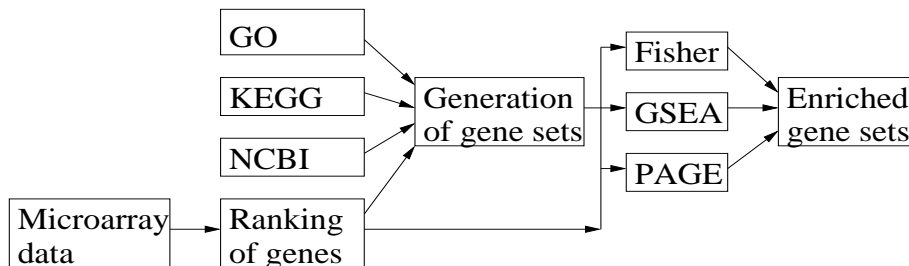 GO
KEGG
NCBI
Microarray
data
Ranking
of genes
Generation
of gene sets
Fisher
GSEA
PAGE
Enriched
gene sets